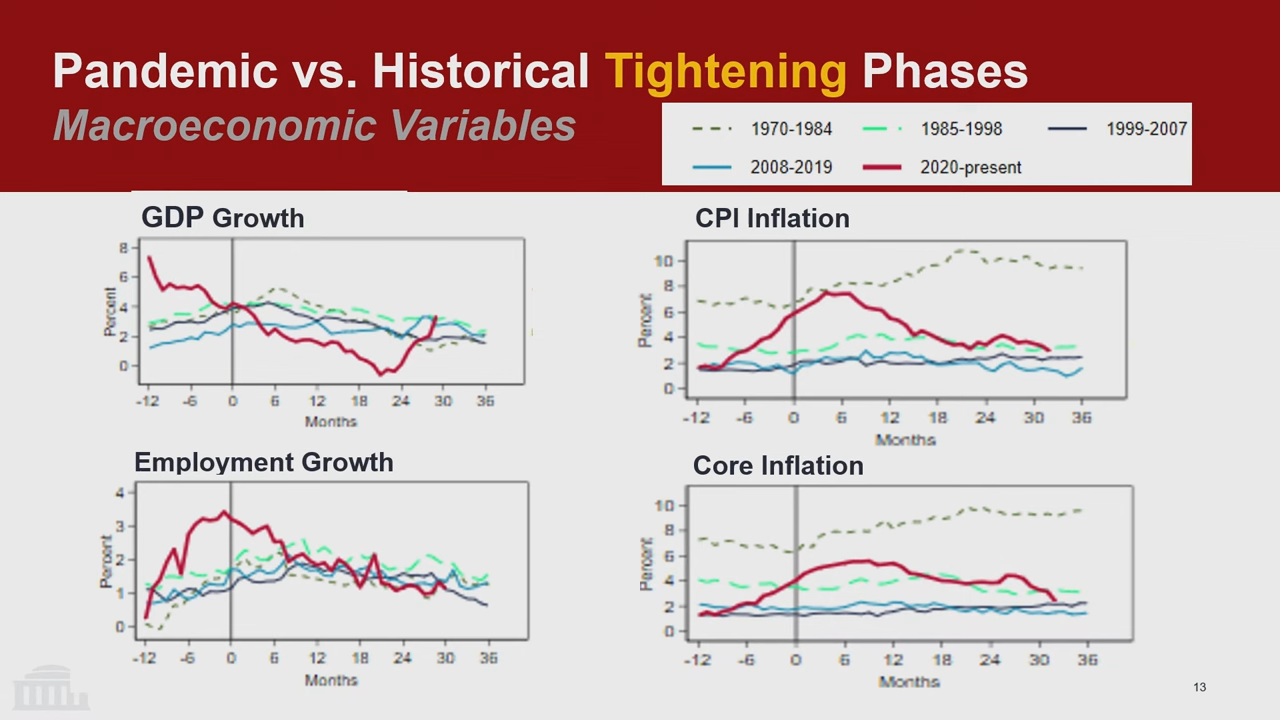 Pandemic vs. Historical Tightening Phases
Macroeconomic Variables
1970-1984 1985-1998 1999-2007
2008-2019 2020-present
GDP Growth
8
6
4
2
0
Percent
-12 -6 0 6 12 18 24 30 36
Months
CPI Inflation
10
8
6
4
2
0
Percent
-12 -6 0 6 12 18 24 30 36
Months
Employment Growth
4
3
2
1
0
Percent
-12 -6 0 6 12 18 24 30 36
Months
Core Inflation
10
8
6
4
2
0
Percent
-12 -6 0 6 12 18 24 30 36
Months
13